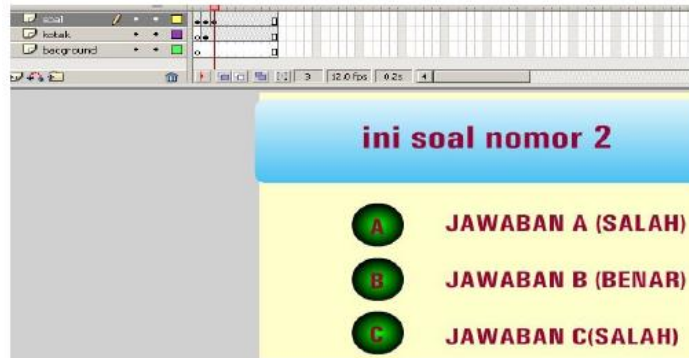 soal
kotak
bacground
3 12.0 fps 0.2s
ini soal nomor 2
A JAWABAN A (SALAH)
B JAWABAN B (BENAR)
C JAWABAN C(SALAH)